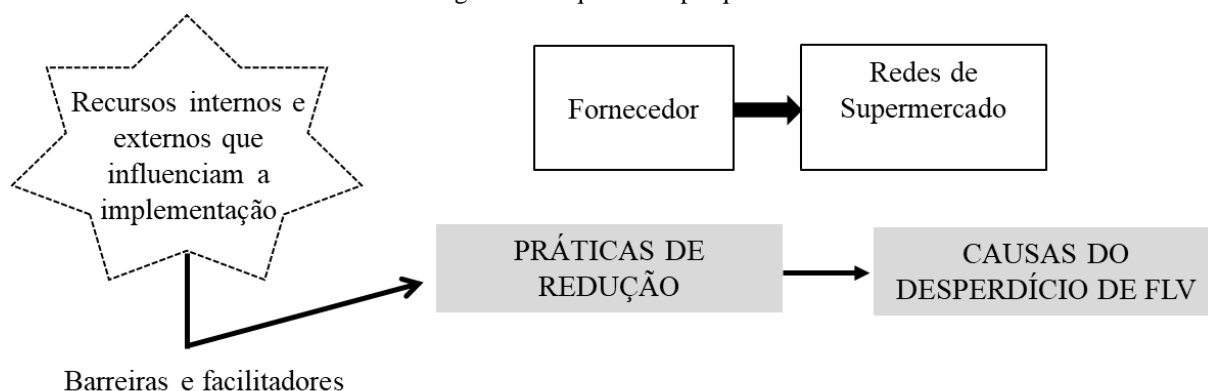 Recursos internos e
externos que
influenciam a
implementação
Fornecedor
Redes de
Supermercado
PRÁTICAS DE
REDUÇÃO
CAUSAS DO
DESPERDÍCIO DE FLV
Barreiras e facilitadores